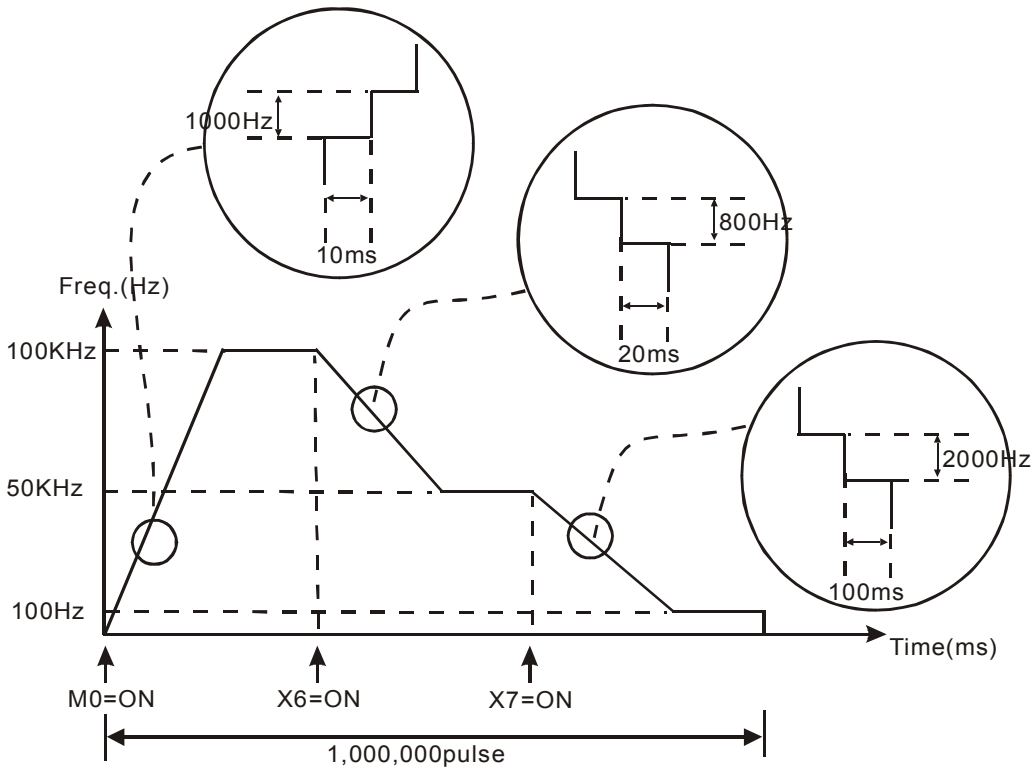 1000Hz
10ms
800Hz
20ms
Freq.(Hz)
100KHz
2000Hz
50KHz
100ms
100Hz
Time(ms)
M0=ON
X6=ON
X7=ON
1,000,000pulse